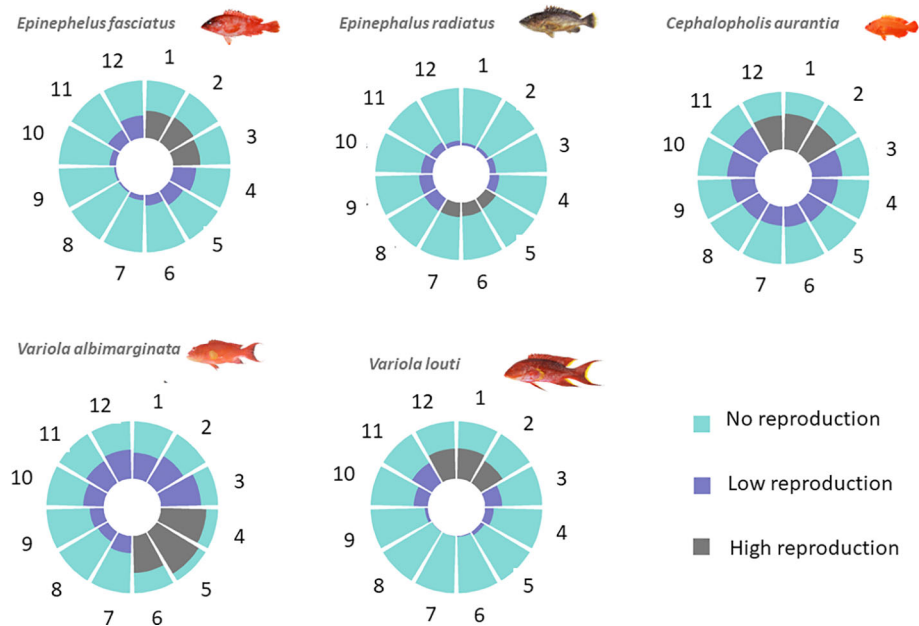 Epinephelus fasciatus
12 1 2 3 4 5 6 7 8 9 10 11
Epinephalus radiatus
12 1 2 3 4 5 6 7 8 9 10 11
Cephalopholis aurantia
12 1 2 3 4 5 6 7 8 9 10 11
Variola albimarginata
12 1 2 3 4 5 6 7 8 9 10 11
Variola louti
12 1 2 3 4 5 6 7 8 9 10 11
No reproduction
Low reproduction
High reproduction